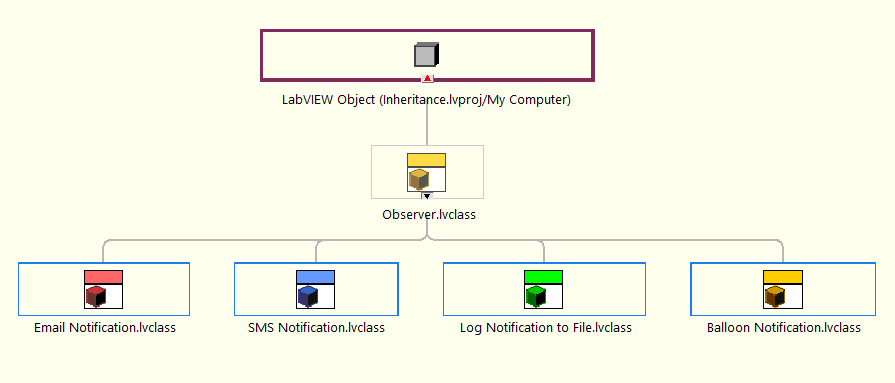 LabVIEW Object (Inheritance.lvproj/My Computer)
Observer.lvclass
Email Notification.lvclass
SMS Notification.lvclass
Log Notification to File.lvclass
Balloon Notification.lvclass